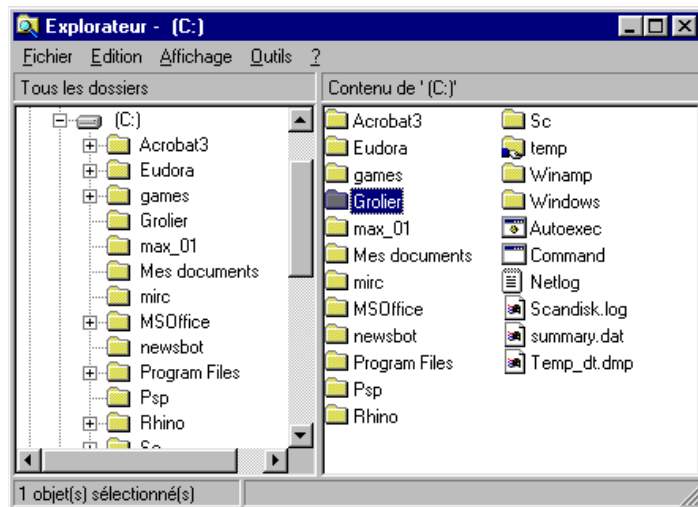 Explorateur - (C:)
Fichier Edition Affichage Outils ?
Tous les dossiers
Contenu de ' (C:)'
(C:)
Acrobat3
Eudora
games
Grolier
max_01
Mes documents
mirc
MSOffice
newsbot
Program Files
Psp
Rhino
Sc
Acrobat3
Eudora
games
Grolier
max_01
Mes documents
mirc
MSOffice
newsbot
Program Files
Psp
Rhino
Sc
temp
Winamp
Windows
Autoexec
Command
Netlog
Scandisk.log
summary.dat
Temp_dt.dmp
1 objet(s) sélectionné(s)